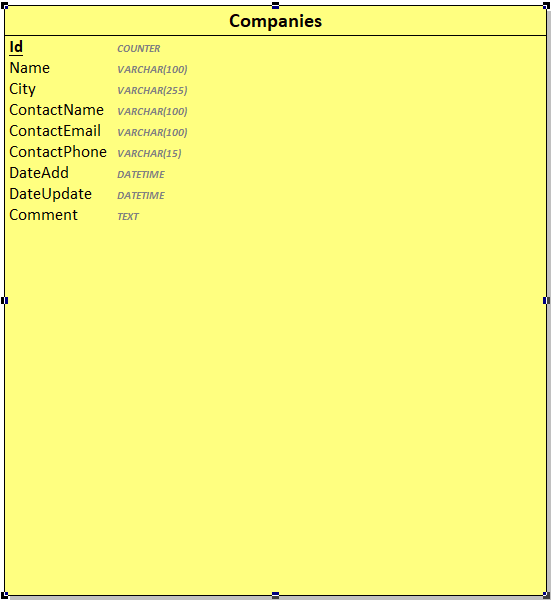 Companies
Id COUNTER
Name VARCHAR(100)
City VARCHAR(255)
ContactName VARCHAR(100)
ContactEmail VARCHAR(100)
ContactPhone VARCHAR(15)
DateAdd DATETIME
DateUpdate DATETIME
Comment TEXT